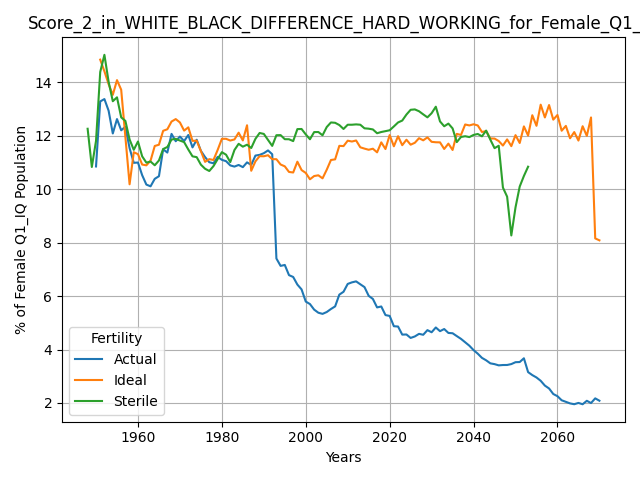 Score_2_in_WHITE_BLACK_DIFFERENCE_HARD_WORKING_for_Female_Q1_
14
12
10
8
6
4
2
% of Female Q1_IQ Population
Fertility
Actual
Ideal
Sterile
1960
1980
2000
2020
2040
2060
Years